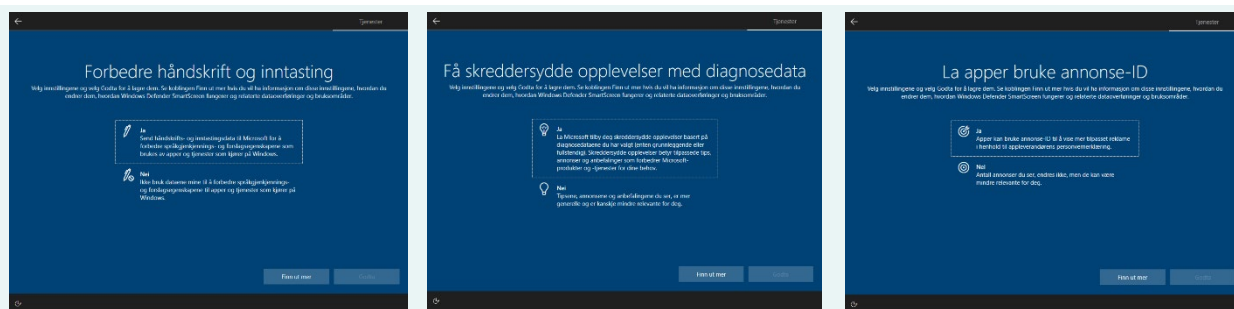 Tjenester
Forbedre håndskrift og inntasting
Velg innstillingene og velg Godta for å lagre dem. Se koblingen Finn ut mer hvis du vil ha informasjon om disse innstillingene, hvordan du
endrer dem, hvordan Windows Defender SmartScreen fungerer og relaterte dataoverføringer og bruksområder.
Ja
Send håndskrifts- og inntastingsdata til Microsoft for å
forbedre språkgjenkjennings- og forslagsegenskapene som
brukes av apper og tjenester som kjører på Windows.
Nei
Ikke bruk dataene mine til å forbedre språkgjenkjennings-
og forslagsegenskapene til apper og tjenester som kjører på
Windows.
Finn ut mer
Godta
Tjenester
Få skreddersydde opplevelser med diagnosedata
Velg innstillingene og velg Godta for å lagre dem. Se koblingen Finn ut mer hvis du vil ha informasjon om disse innstillingene, hvordan du
endrer dem, hvordan Windows Defender SmartScreen fungerer og relaterte dataoverføringer og bruksområder.
Ja
La Microsoft tilby deg skreddersydde opplevelser basert på
diagnosedataene du har valgt (enten grunnleggende eller
fullstendig). Skreddersydde opplevelser betyr tilpassede tips,
annonser og anbefalinger som forbedrer Microsoft-
produkter og -tjenester for dine behov.
Nei
Tipsene, annonsene og anbefalingene du ser, er mer
generelle og er kanskje mindre relevante for deg.
Finn ut mer
Godta
Tjenester
La apper bruke annonse-ID
Velg innstillingene og velg Godta for å lagre dem. Se koblingen Finn ut mer hvis du vil ha informasjon om disse innstillingene, hvordan du
endrer dem, hvordan Windows Defender SmartScreen fungerer og relaterte dataoverføringer og bruksområder.
Ja
Apper kan bruke annonse-ID til å vise mer tilpasset reklame
i henhold til appleverandørens personvernerklæring.
Nei
Antall annonser du ser, endres ikke, men de kan være
mindre relevante for deg.
Finn ut mer
Godta